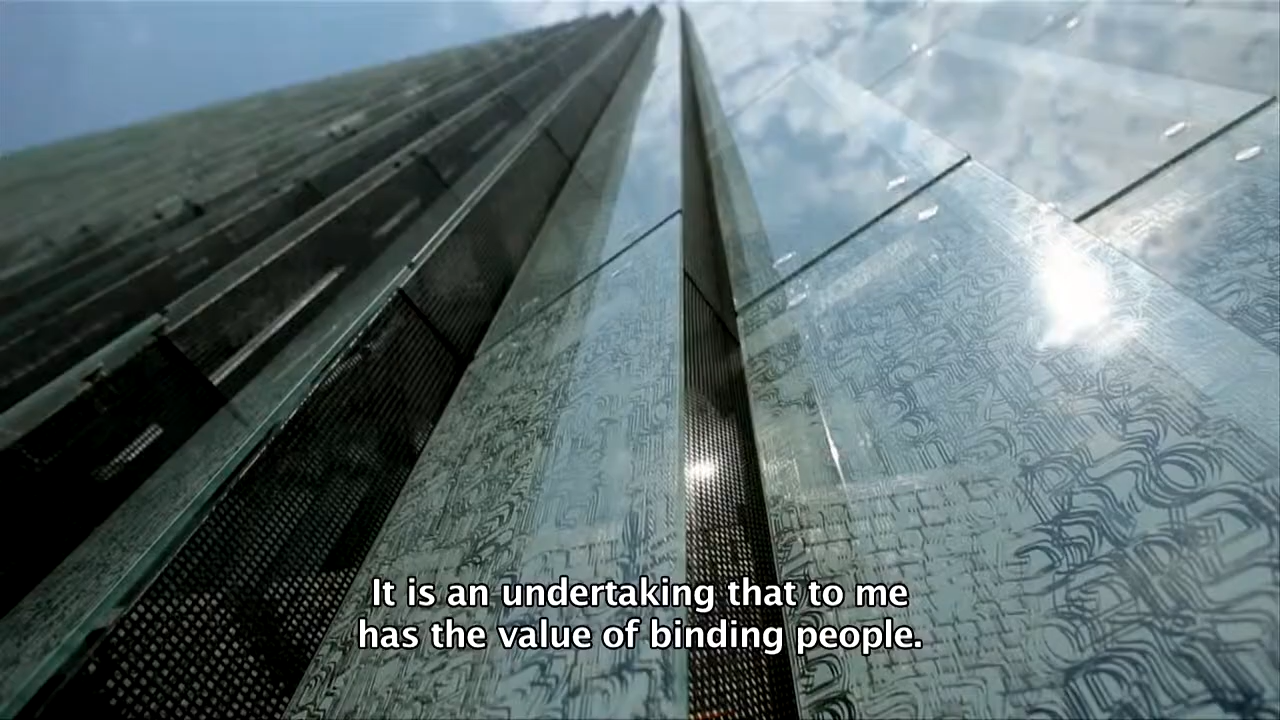 It is an undertaking that to me
has the value of binding people.